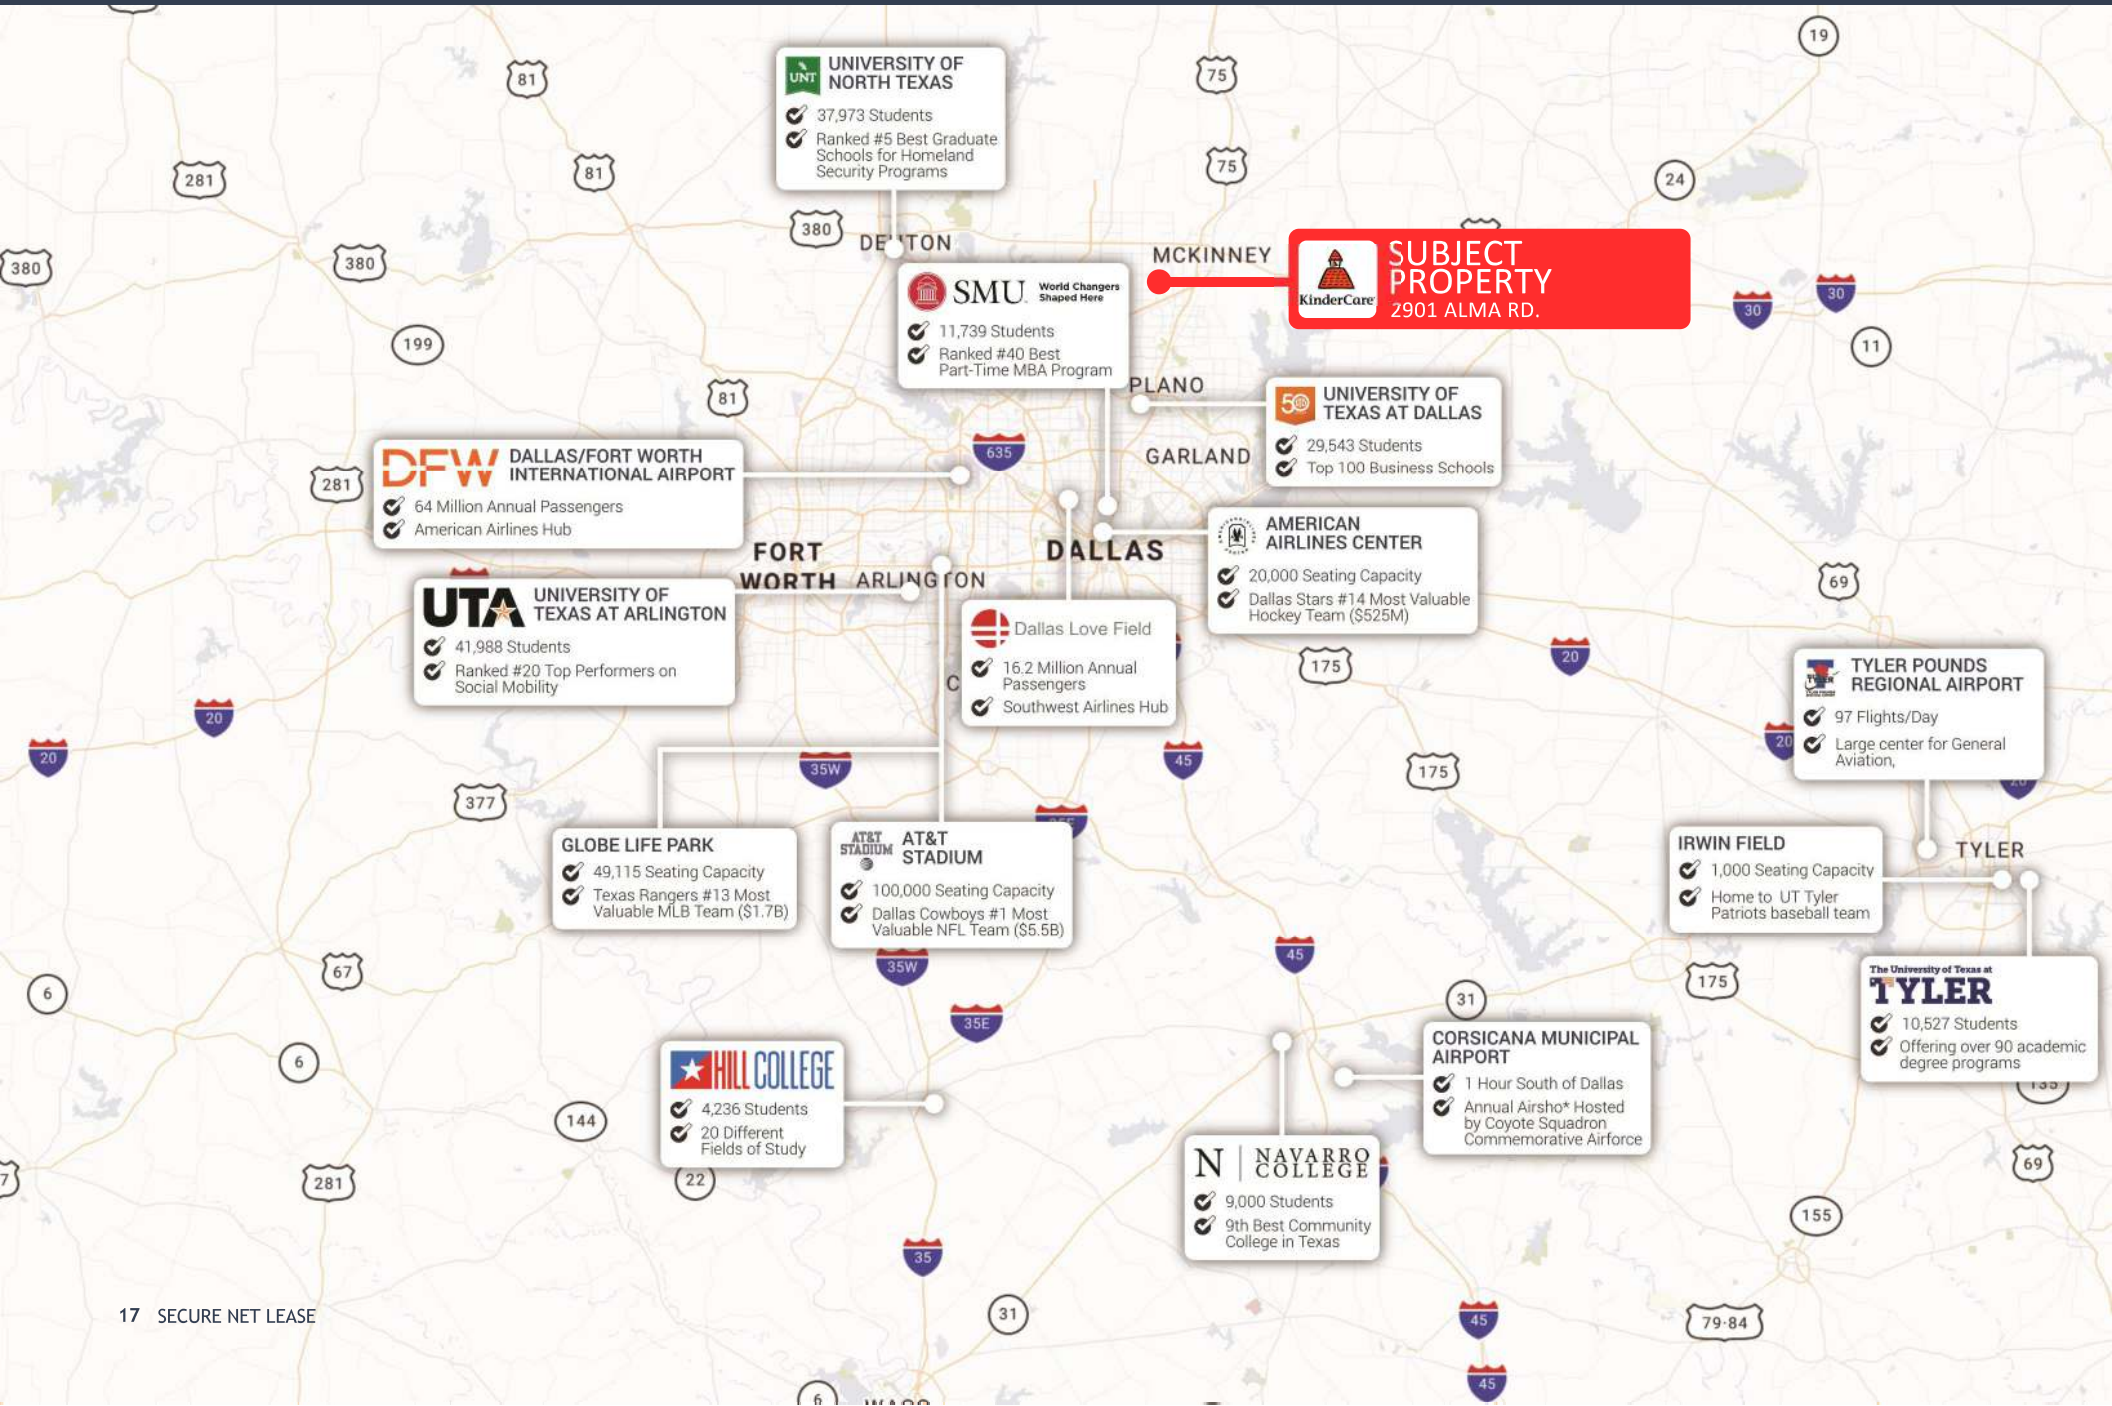 19
81
UNT
UNIVERSITY OF
NORTH TEXAS
37,973 Students
Ranked #5 Best Graduate
Schools for Homeland
Security Programs
75
75
281
81
24
380
DENTON
380
380
MCKINNEY
KinderCare
SUBJECT
PROPERTY
2901 ALMA RD.
SMU
World Changers
Shaped Here
11,739 Students
Ranked #40 Best
Part-Time MBA Program
30
30
199
11
81
PLANO
50
UNIVERSITY OF
TEXAS AT DALLAS
29,543 Students
Top 100 Business Schools
635
GARLAND
281
DFW
DALLAS/FORT WORTH
INTERNATIONAL AIRPORT
64 Million Annual Passengers
American Airlines Hub
AMERICAN
AIRLINES CENTER
20,000 Seating Capacity
Dallas Stars #14 Most Valuable
Hockey Team ($525M)
FORT
WORTH
ARLINGTON
DALLAS
69
UTA
UNIVERSITY OF
TEXAS AT ARLINGTON
41,988 Students
Ranked #20 Top Performers on
Social Mobility
Dallas Love Field
16.2 Million Annual
Passengers
Southwest Airlines Hub
C
175
20
TYLER POUNDS
REGIONAL AIRPORT
97 Flights/Day
Large center for General
Aviation,
20
20
20
20
35W
45
175
377
35E
GLOBE LIFE PARK
49,115 Seating Capacity
Texas Rangers #13 Most
Valuable MLB Team ($1.7B)
AT&T
STADIUM
AT&T
STADIUM
100,000 Seating Capacity
Dallas Cowboys #1 Most
Valuable NFL Team ($5.5B)
IRWIN FIELD
1,000 Seating Capacity
Home to UT Tyler
Patriots baseball team
TYLER
67
35W
45
6
31
175
The University of Texas at
TYLER
10,527 Students
Offering over 90 academic
degree programs
135
35E
6
HILL COLLEGE
4,236 Students
20 Different
Fields of Study
CORSICANA MUNICIPAL
AIRPORT
1 Hour South of Dallas
Annual Airsho* Hosted
by Coyote Squadron
Commemorative Airforce
144
N
NAVARRO
COLLEGE
9,000 Students
9th Best Community
College in Texas
7
281
22
69
155
35
17 SECURE NET LEASE
31
45
79-84
45
6
WACO